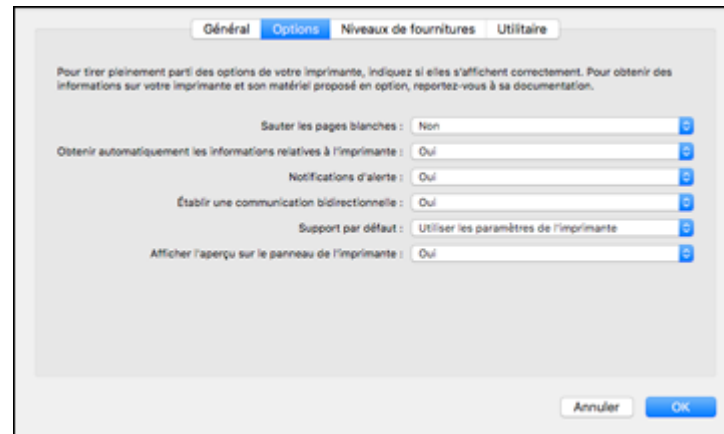 Général Options Niveaux de fournitures Utilitaire
Pour tirer pleinement parti des options de votre imprimante, indiquez si elles s'affichent correctement. Pour obtenir des
informations sur votre imprimante et son matériel proposé en option, reportez-vous à sa documentation.
Sauter les pages blanches : Non
Obtenir automatiquement les informations relatives à l'imprimante : Oui
Notifications d'alerte : Oui
Établir une communication bidirectionnelle : Oui
Support par défaut : Utiliser les paramètres de l'imprimante
Afficher l'aperçu sur le panneau de l'imprimante : Oui
Annuler OK